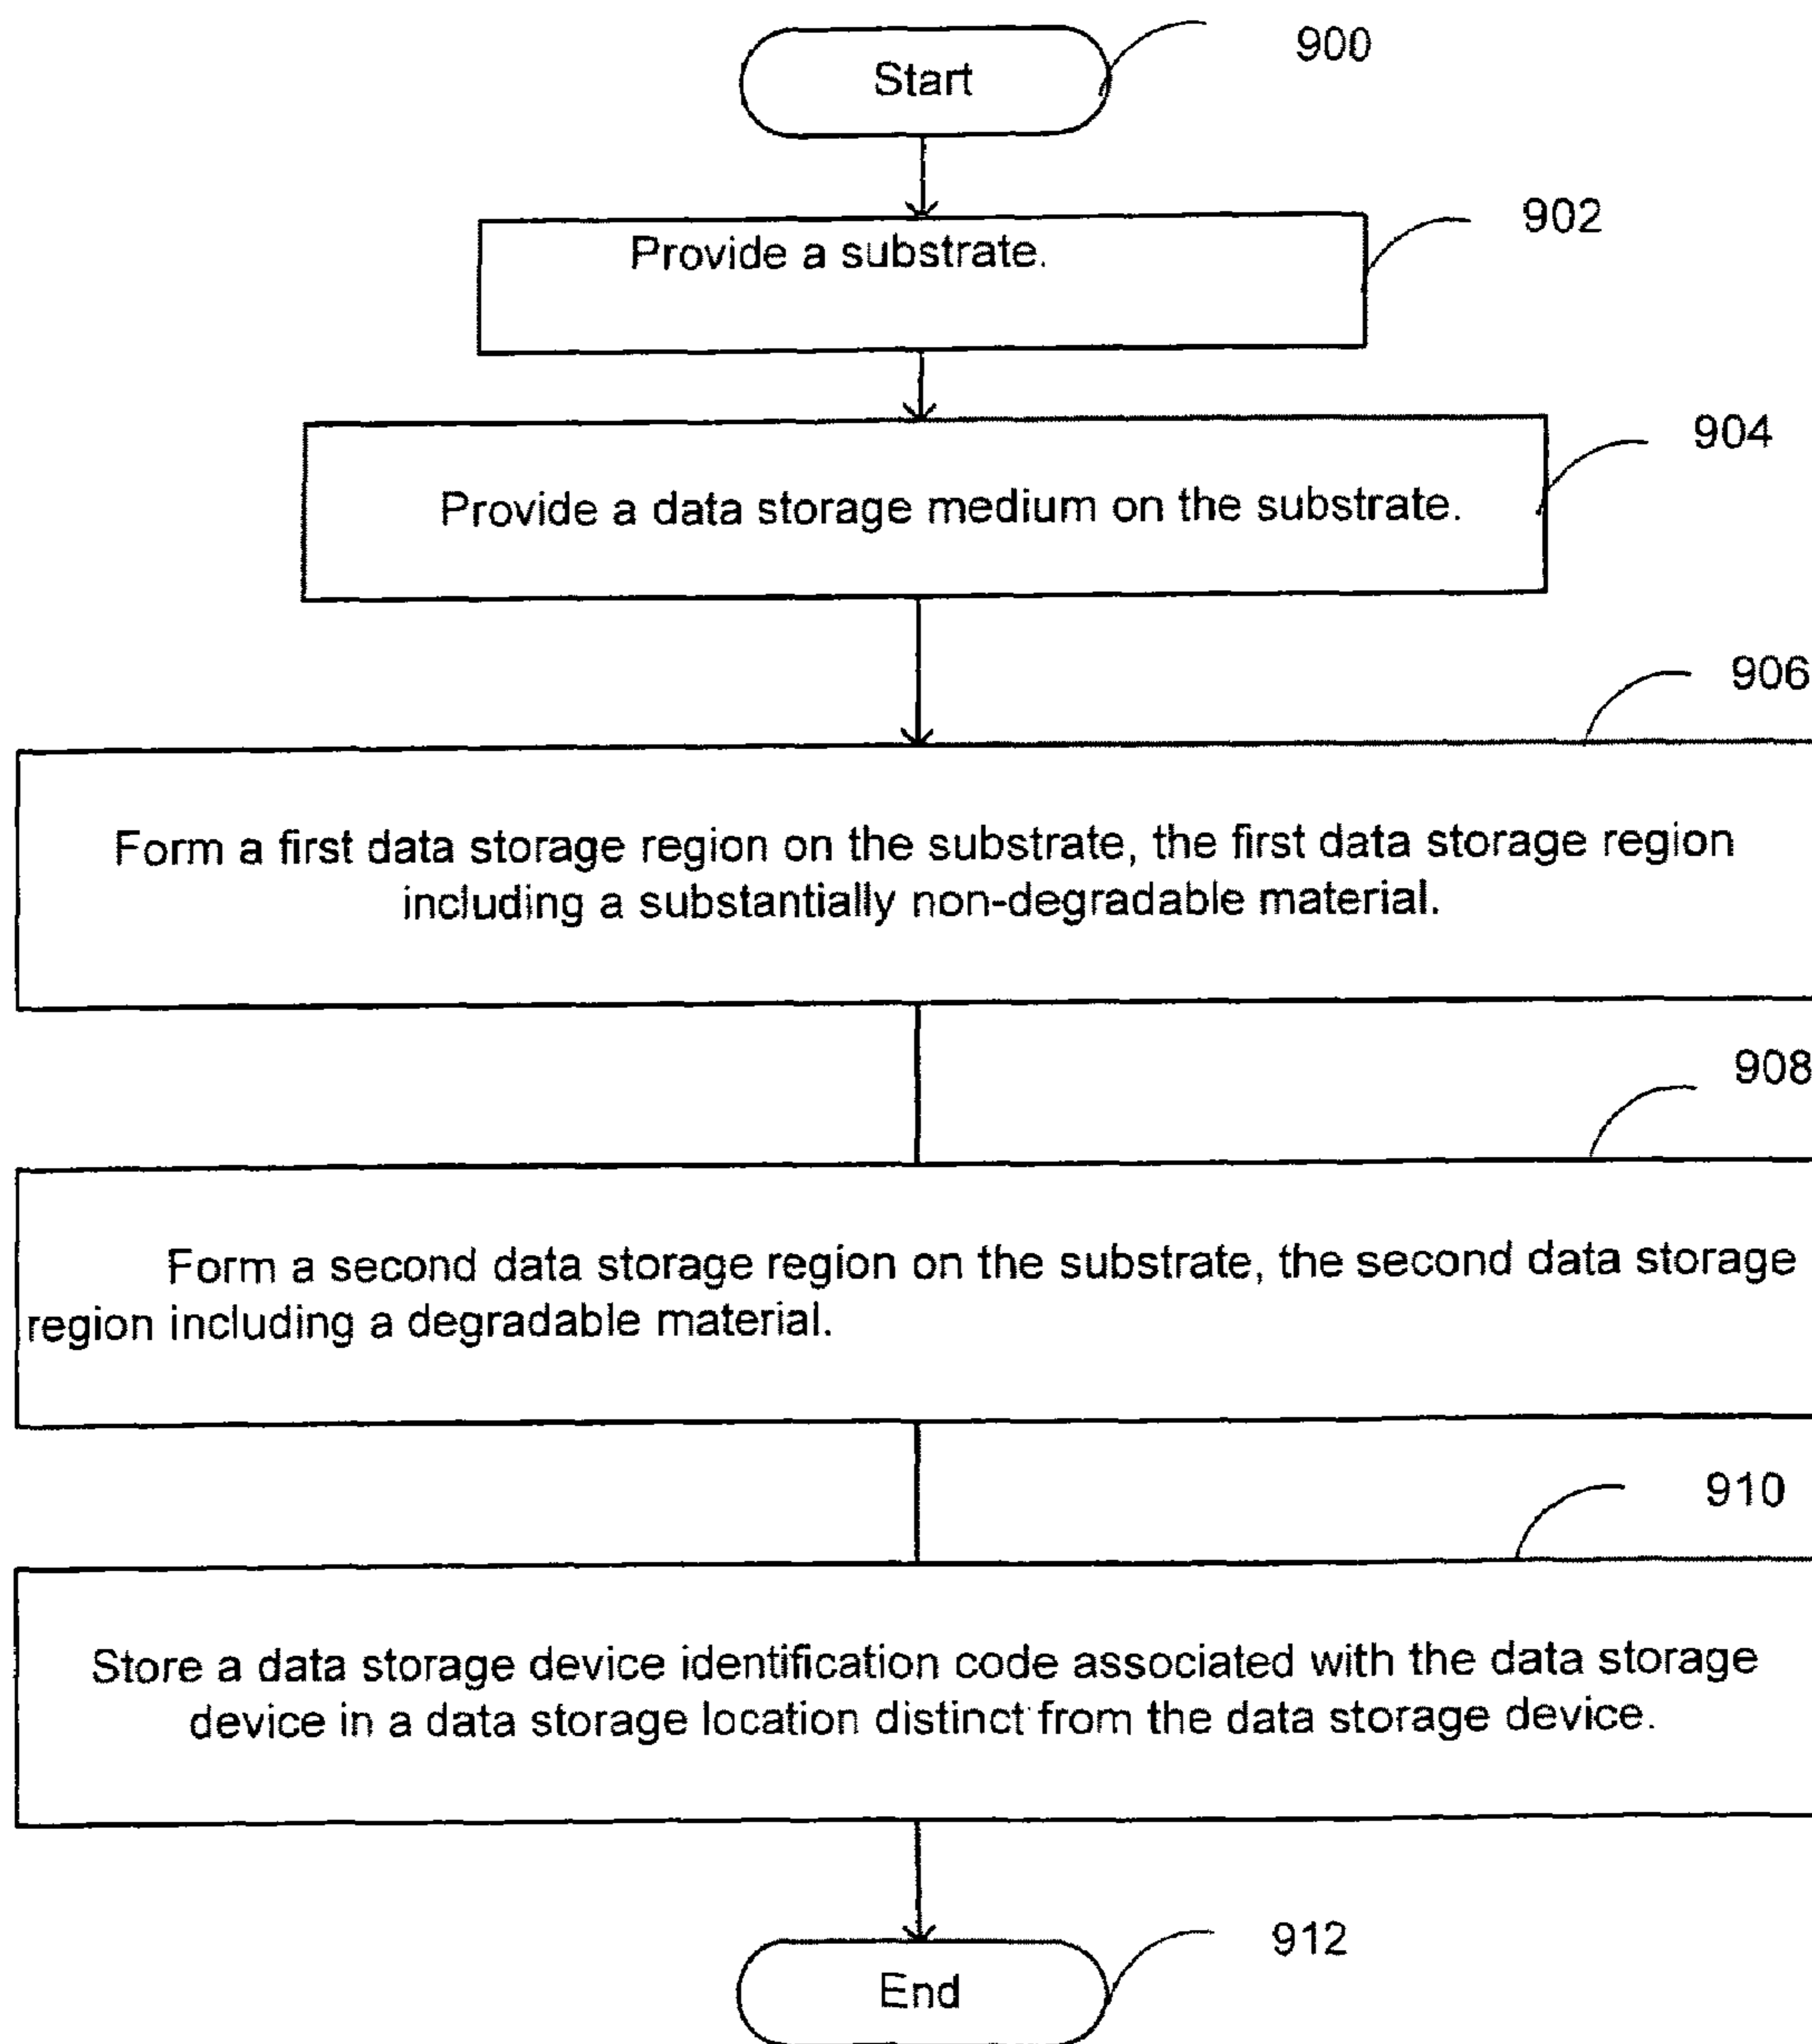 Start
900
Provide a substrate.
902
Provide a data storage medium on the substrate.
904
906
Form a first data storage region on the substrate, the first data storage region
including a substantially non-degradable material.
908
Form a second data storage region on the substrate, the second data storage
region including a degradable material.
910
Store a data storage device identification code associated with the data storage
device in a data storage location distinct from the data storage device.
912
End